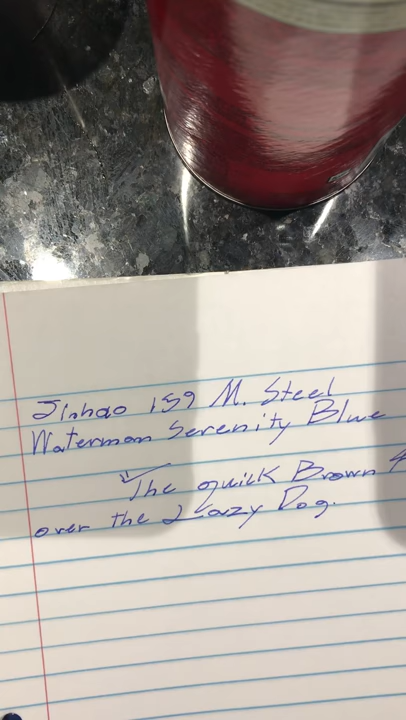 Jinhao 159 M. Steel
Waterman Serenity Blue
The quick Brown
over the Lazy Dog.